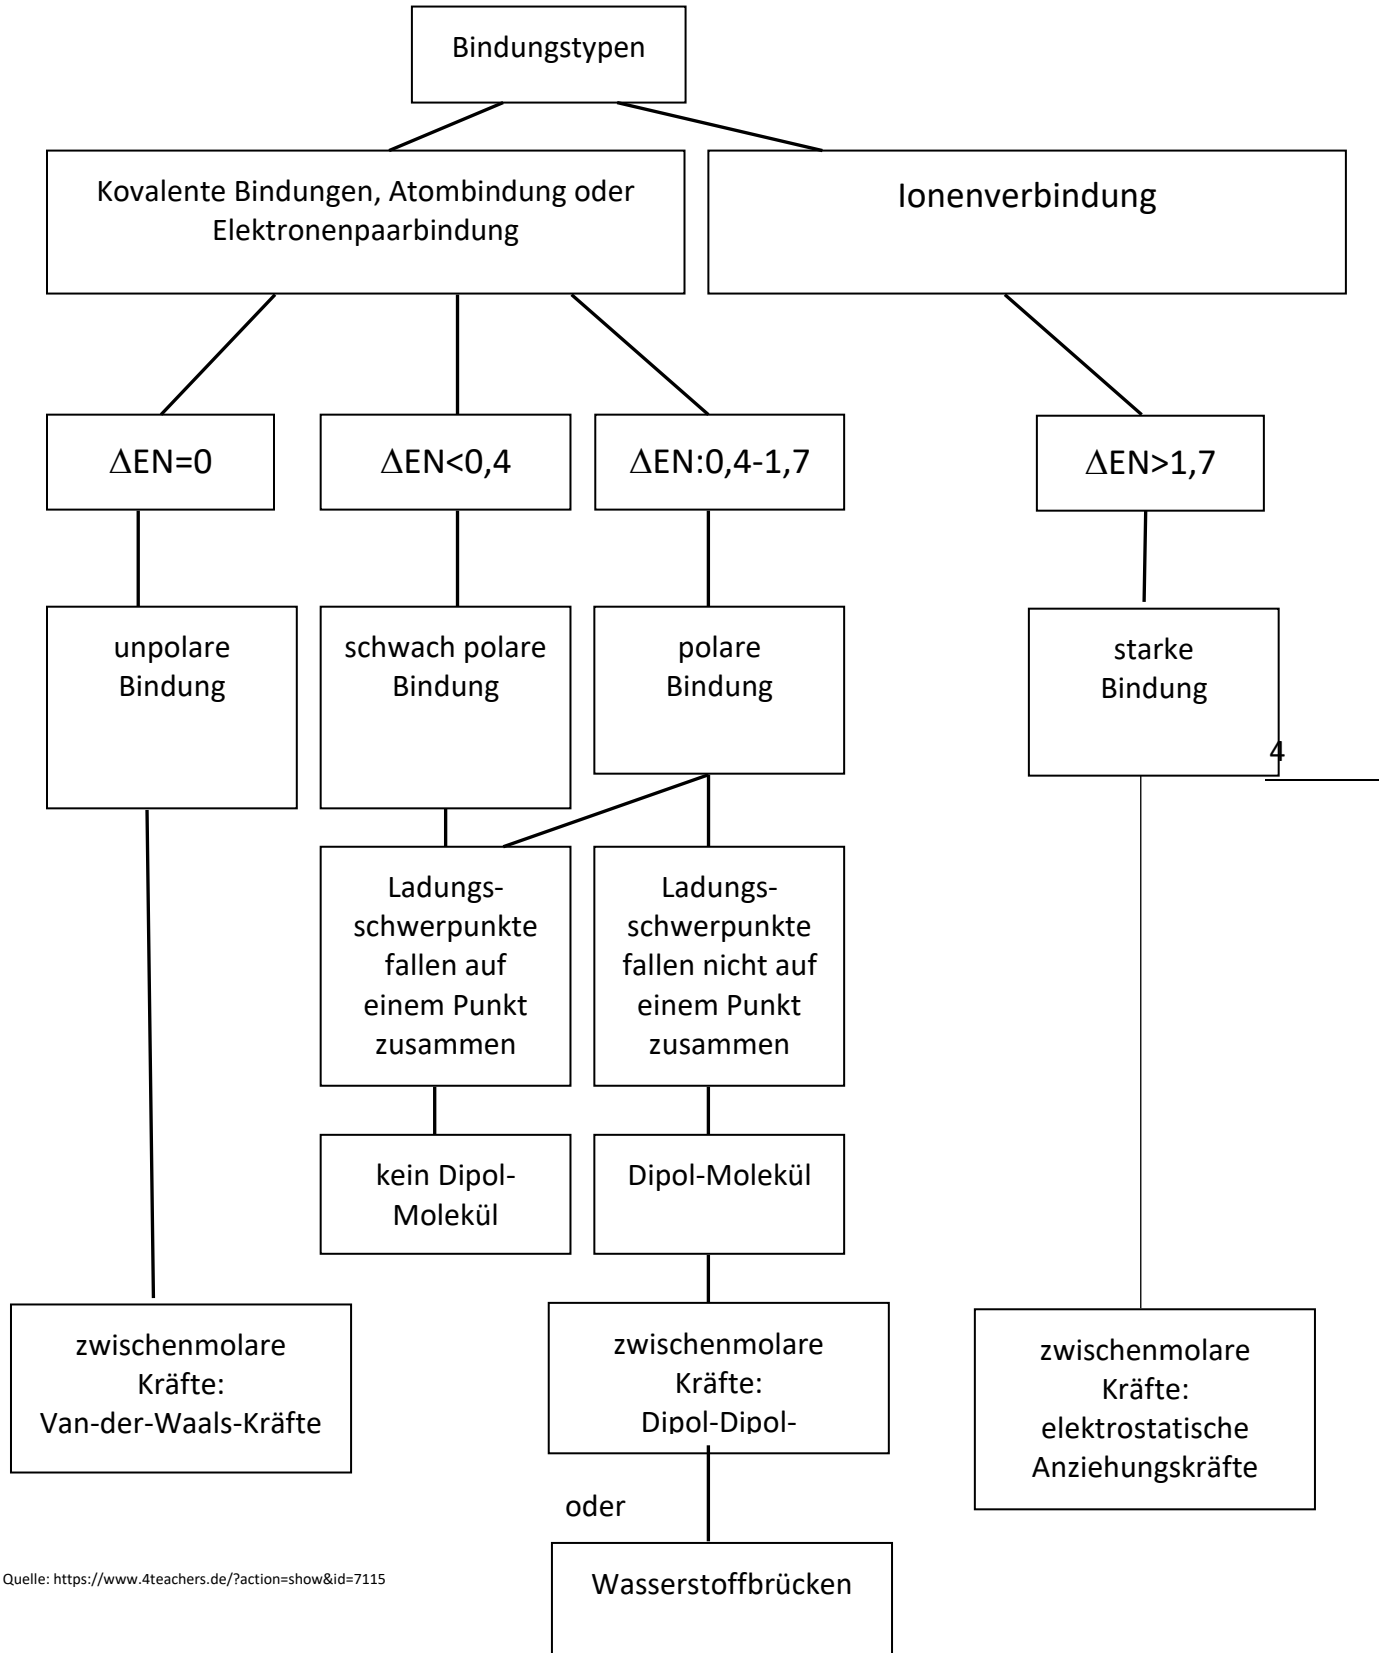 Bindungstypen
Kovalente Bindungen, Atombindung oder
Elektronenpaarbindung
Ionenverbindung
ΔEN=0
ΔEN<0,4
ΔEN:0,4-1,7
ΔEN>1,7
unpolare
Bindung
schwach polare
Bindung
polare
Bindung
starke
Bindung
4
Ladungs-
schwerpunkte
fallen auf
einem Punkt
zusammen
Ladungs-
schwerpunkte
fallen nicht auf
einem Punkt
zusammen
kein Dipol-
Molekül
Dipol-Molekül
zwischenmolare
Kräfte:
Van-der-Waals-Kräfte
zwischenmolare
Kräfte:
Dipol-Dipol-
zwischenmolare
Kräfte:
elektrostatische
Anziehungskräfte
oder
Wasserstoffbrücken
Quelle: https://www.4teachers.de/?action=show&id=7115